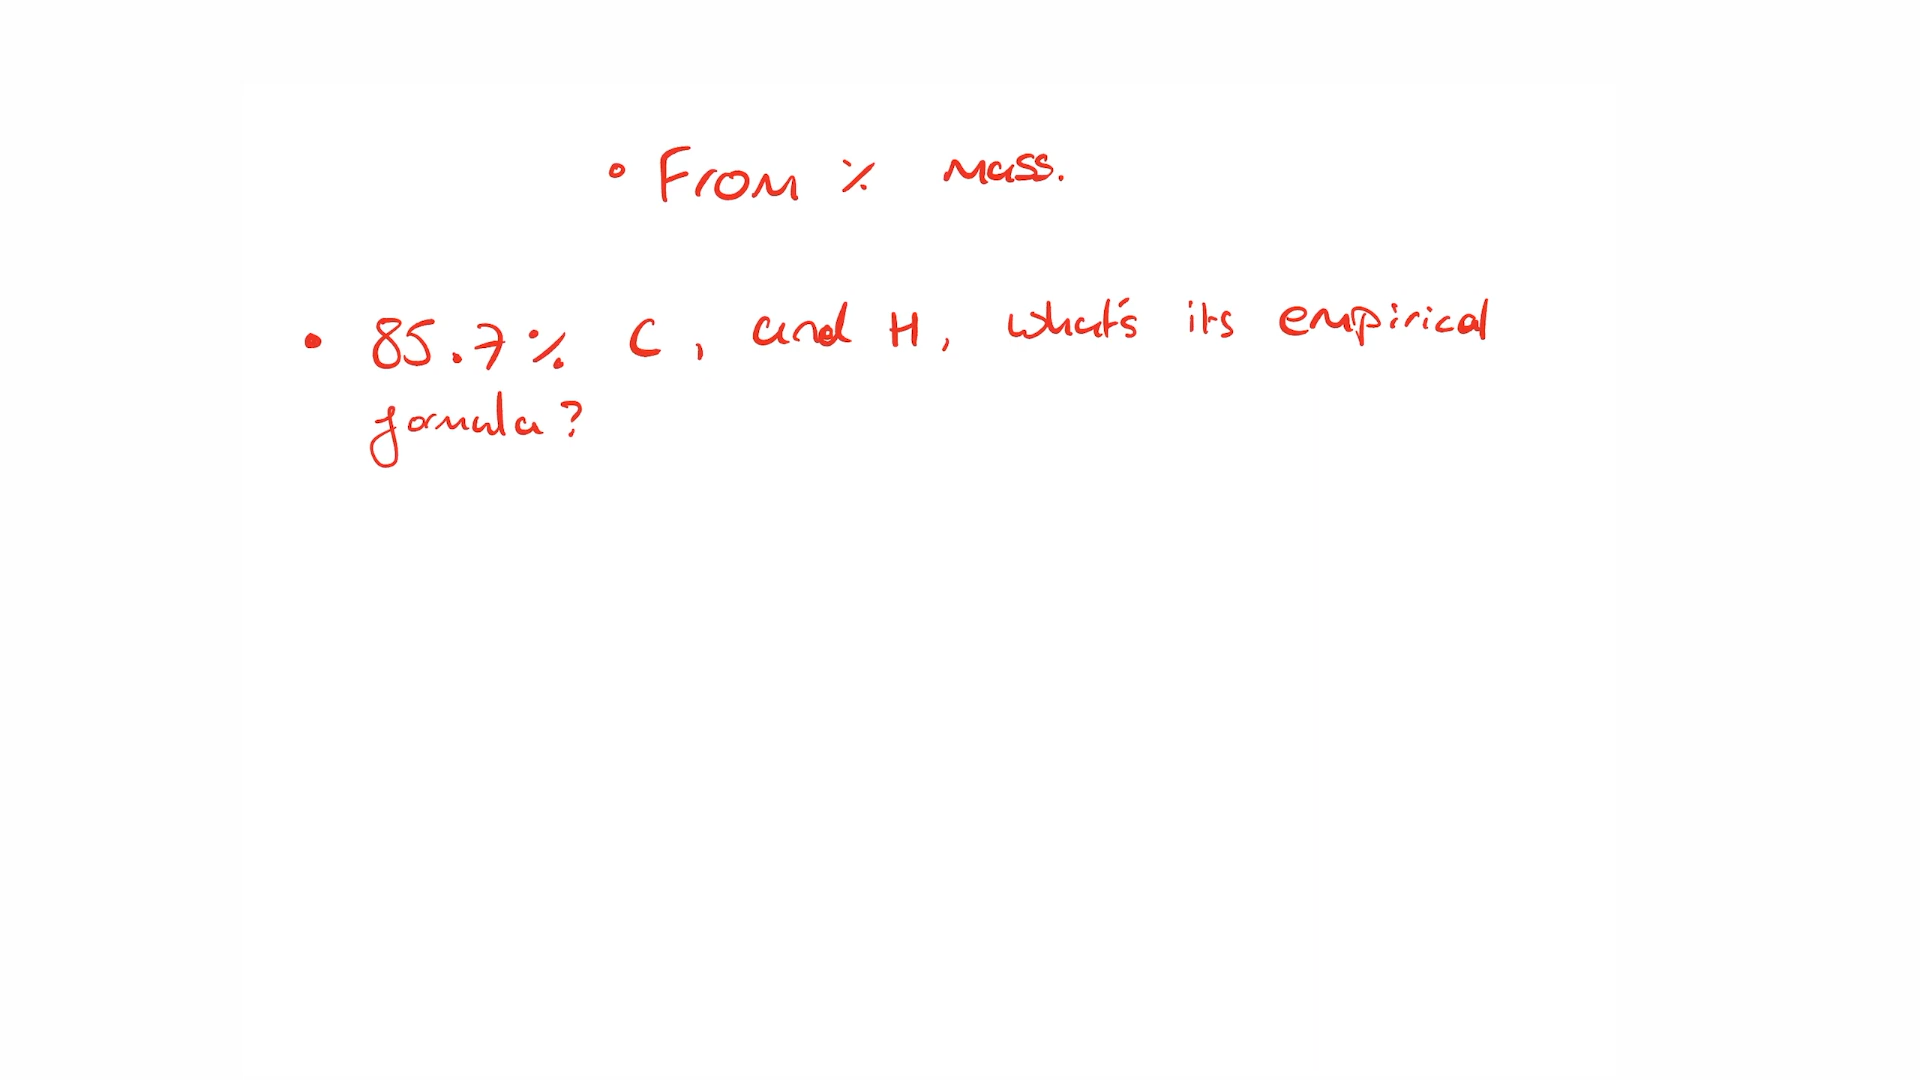 • From % mass.
• 85.7% C, and H, what's its empirical
formula?